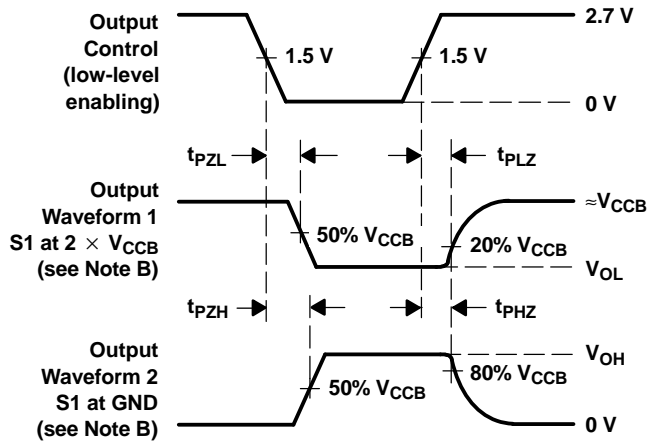 Output
Control
(low-level
enabling)
2.7 V
1.5 V
1.5 V
0 V
tPZL
tPLZ
Output
Waveform 1
S1 at 2 × VCCB
(see Note B)
≈VCCB
50% VCCB
20% VCCB
VOL
tPZH
tPHZ
Output
Waveform 2
S1 at GND
(see Note B)
VOH
50% VCCB
80% VCCB
0 V